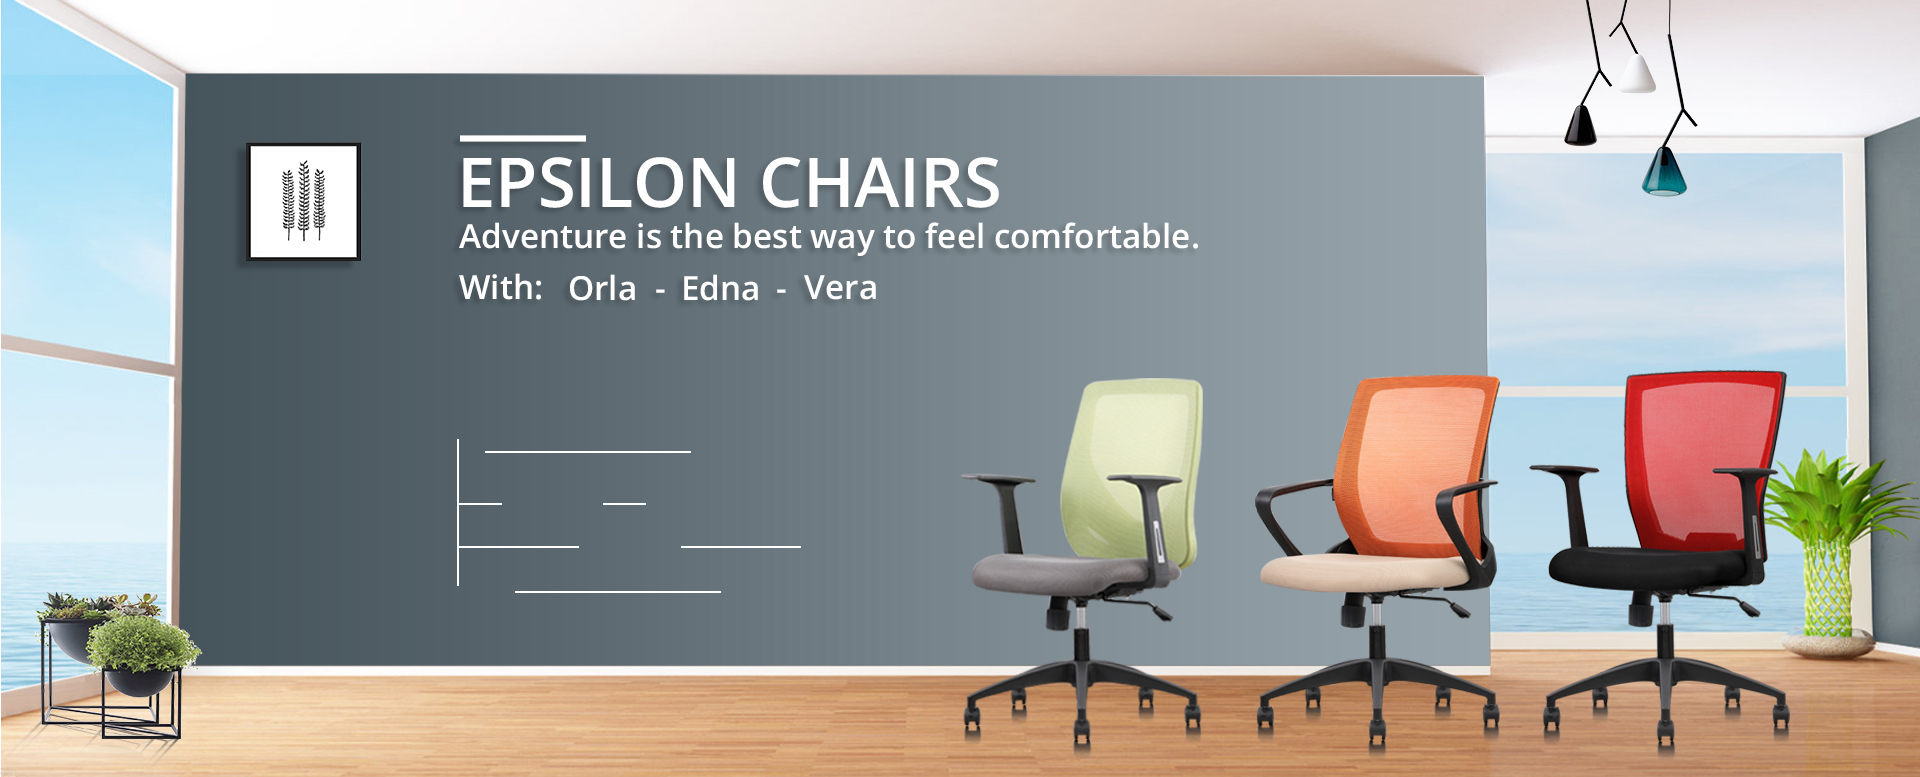 EPSILON CHAIRS
Adventure is the best way to feel comfortable.
With: Orla - Edna - Vera